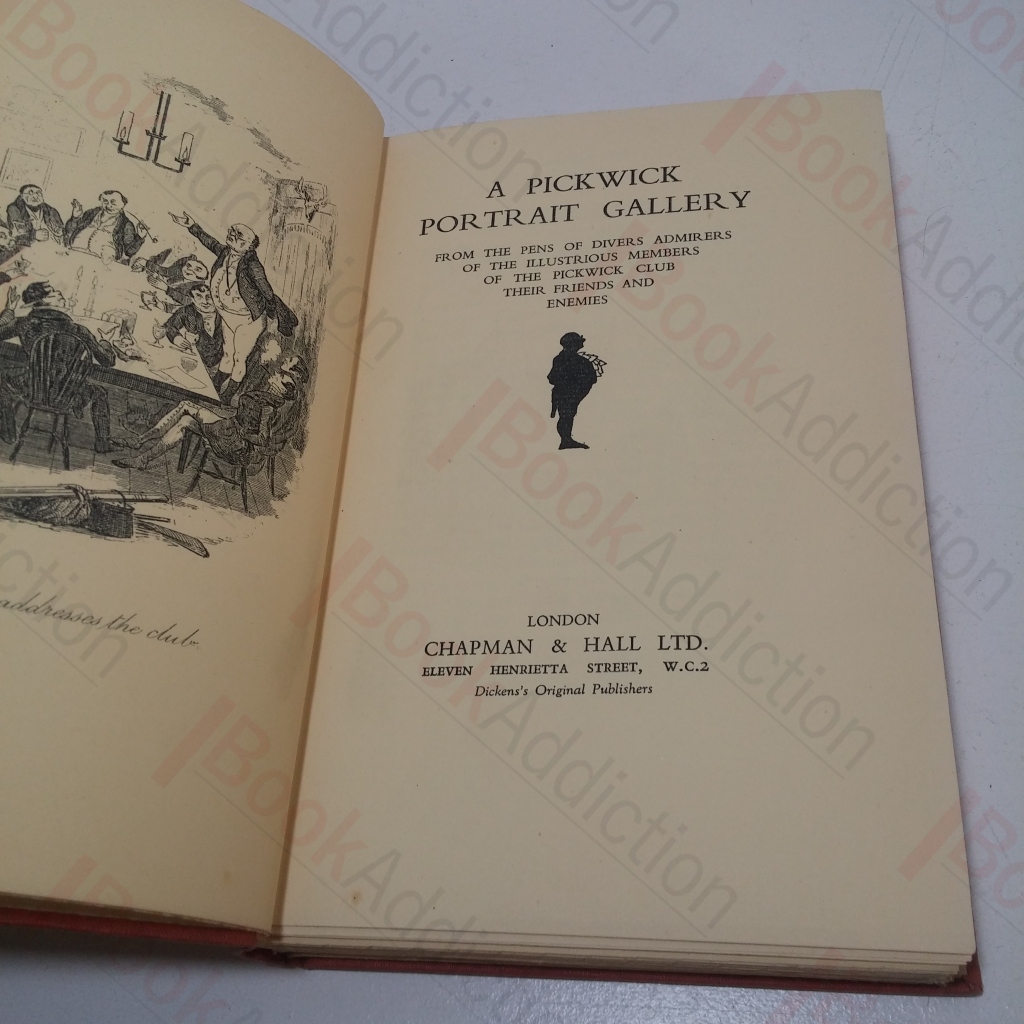 addresses the club.
A PICKWICK
PORTRAIT GALLERY
FROM THE PENS OF DIVERS ADMIRERS
OF THE ILLUSTRIOUS MEMBERS
OF THE PICKWICK CLUB
THEIR FRIENDS AND
ENEMIES
LONDON
CHAPMAN & HALL LTD.
ELEVEN HENRIETTA STREET, W.C.2
Dickens's Original Publishers
BookAddiction